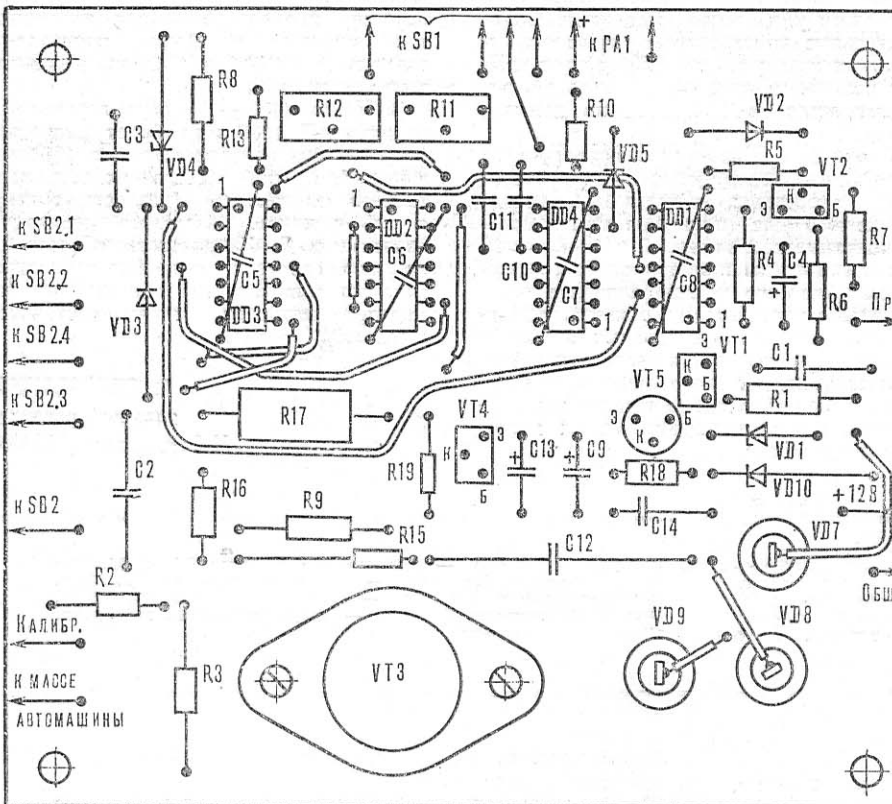 к SB1
+
к PA1
R8
R12
R11
R10
VD2
C3
R13
VD4
VD5
R5
VT2
К
Э
Б
1
1
DD2
C11
DD4
DD1
к SB2.1
C5
C6
C10
R4
C4
R7
к SB2.2
C7
C8
+
R6
VD3
DD3
1
1
ПР
к SB2.4
Э
VT1
К
Б
C1
к SB2.3
R17
VT5
R1
VT4
Э
К
Б
Э
К
Б
+
C13
+
C9
VD1
C2
R19
R18
VD10
+12В
R16
к SB2
R9
C14
VD7
R15
C12
R2
Общ
Калибр.
R3
VT3
VD9
VD8
к массе
автомашины